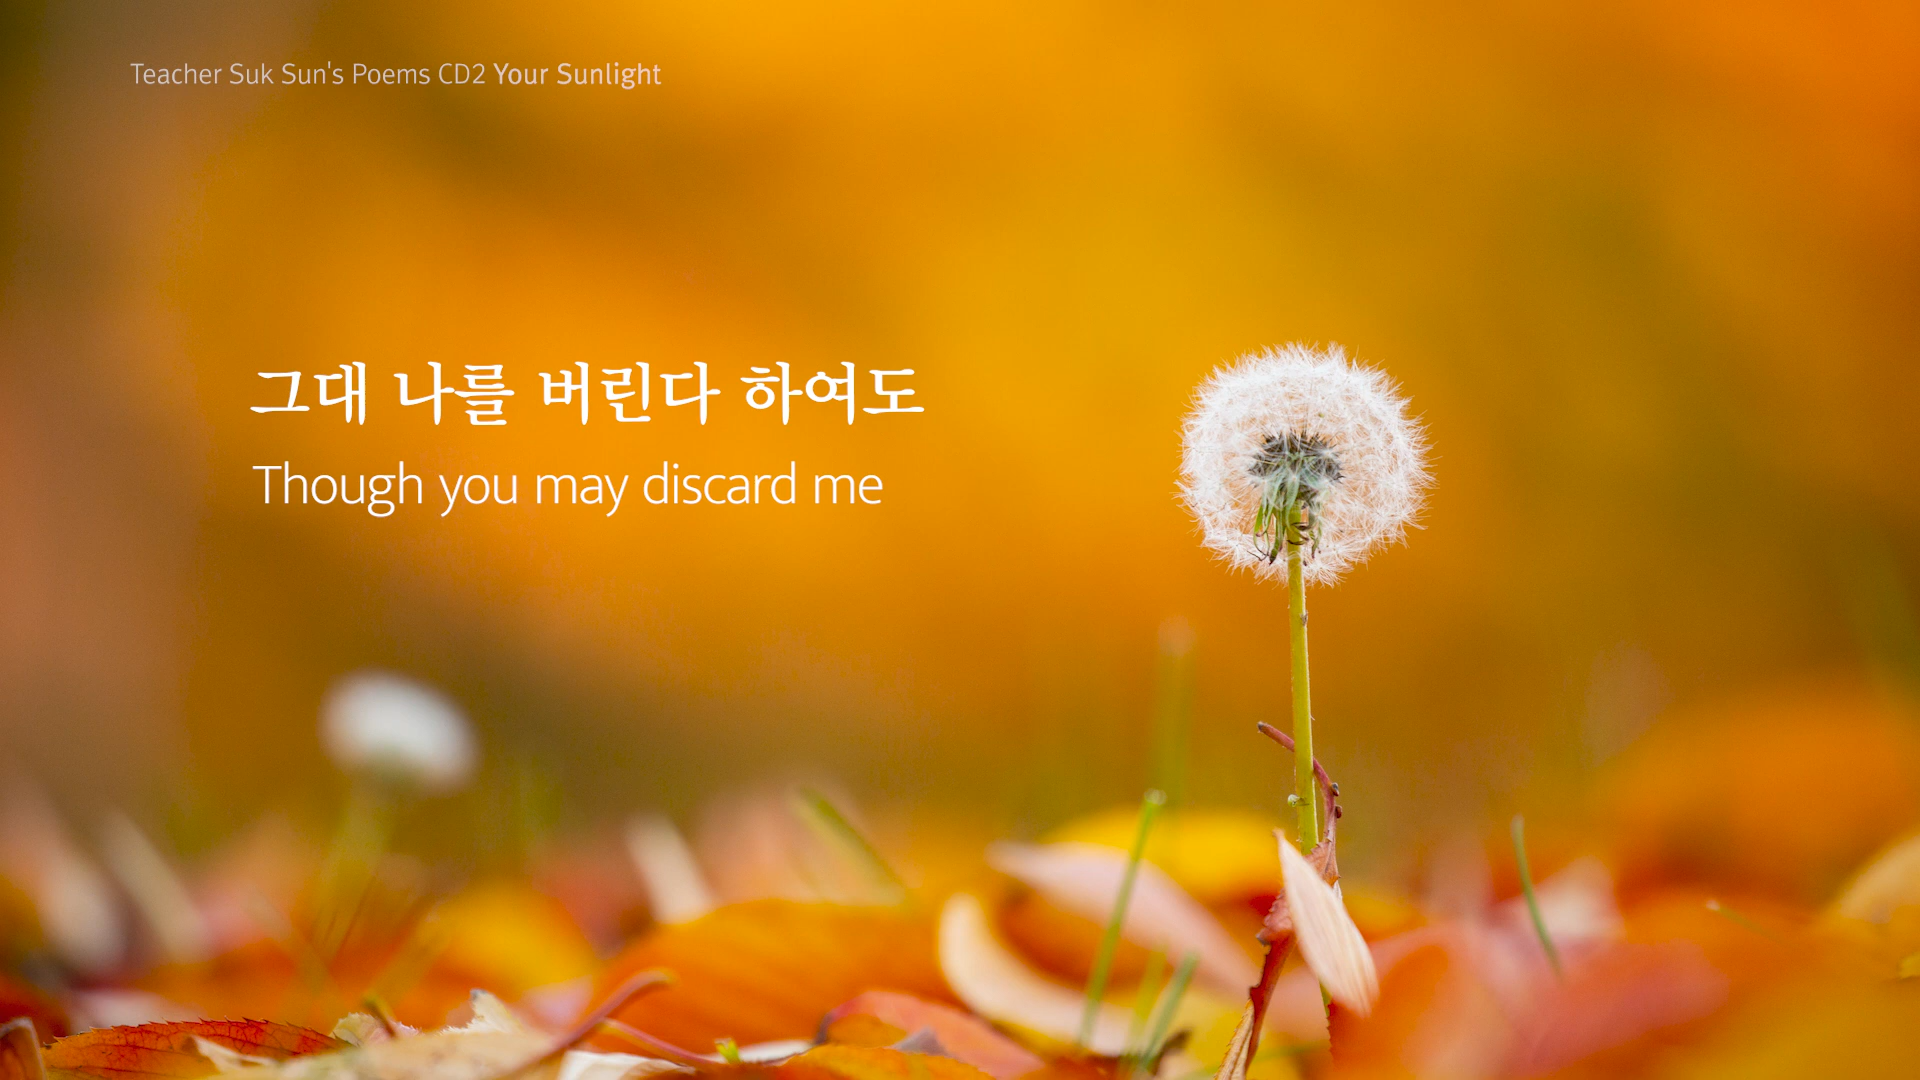 Teacher Suk Sun's Poems CD2 Your Sunlight
그대 나를 버린다 하여도
Though you may discard me